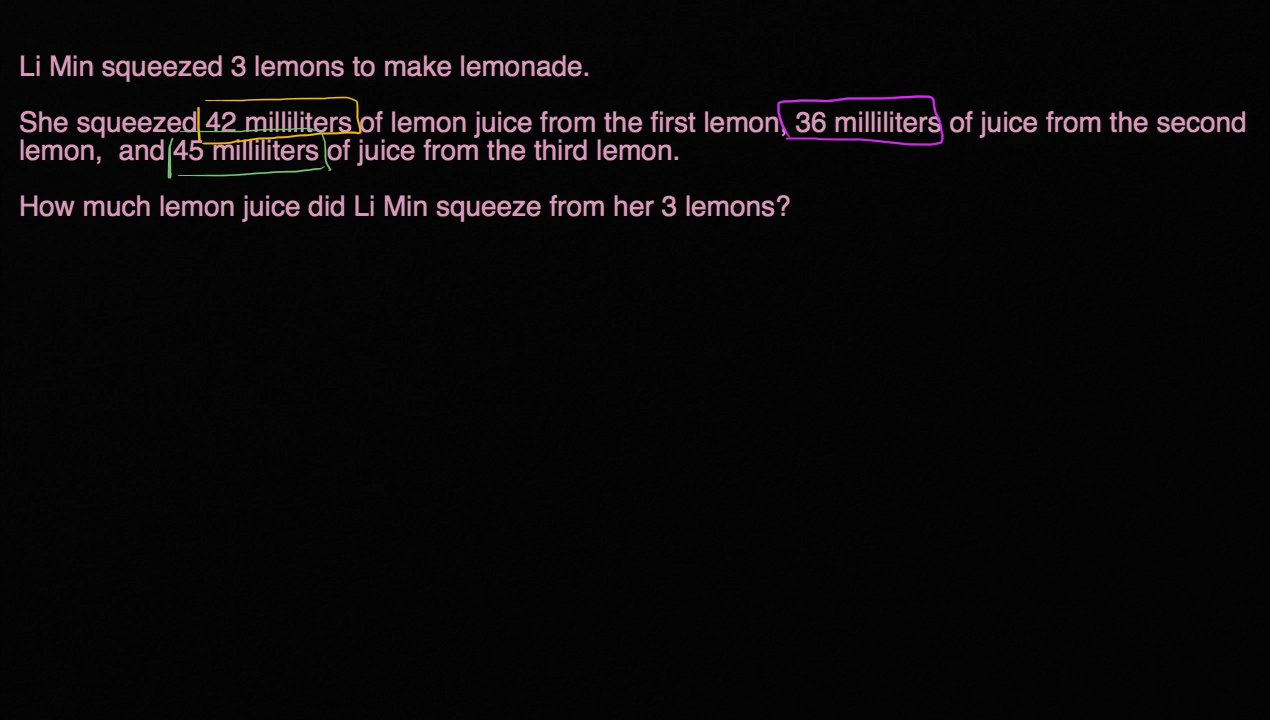 Li Min squeezed 3 lemons to make lemonade.
She squeezed 42 milliliters of lemon juice from the first lemon, 36 milliliters of juice from the second
lemon,  and 45 milliliters of juice from the third lemon.
How much lemon juice did Li Min squeeze from her 3 lemons?